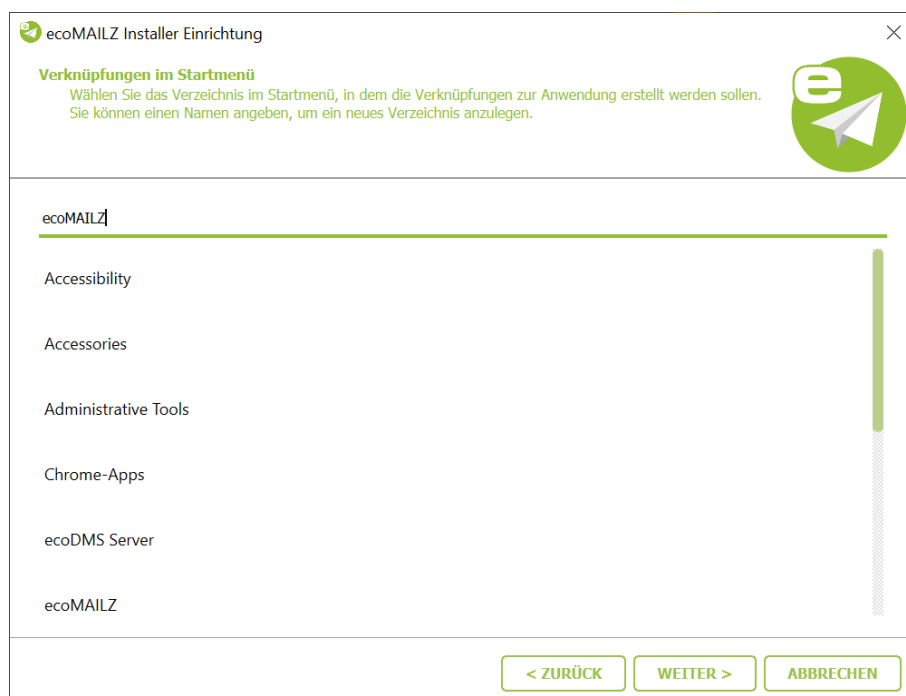 ecoMAILZ Installer Einrichtung
Verknüpfungen im Startmenü
Wählen Sie das Verzeichnis im Startmenü, in dem die Verknüpfungen zur Anwendung erstellt werden sollen.
Sie können einen Namen angeben, um ein neues Verzeichnis anzulegen.
e
ecoMAILZ
Accessibility
Accessories
Administrative Tools
Chrome-Apps
ecoDMS Server
ecoMAILZ
< ZURÜCK
WEITER >
ABBRECHEN